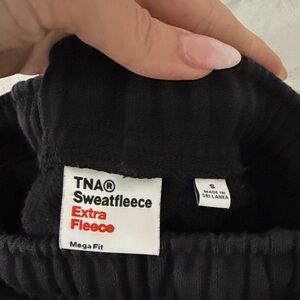 TNA®
Sweatfleece
Extra
Fleece
Mega Fit
S
MADE IN
SRI LANKA